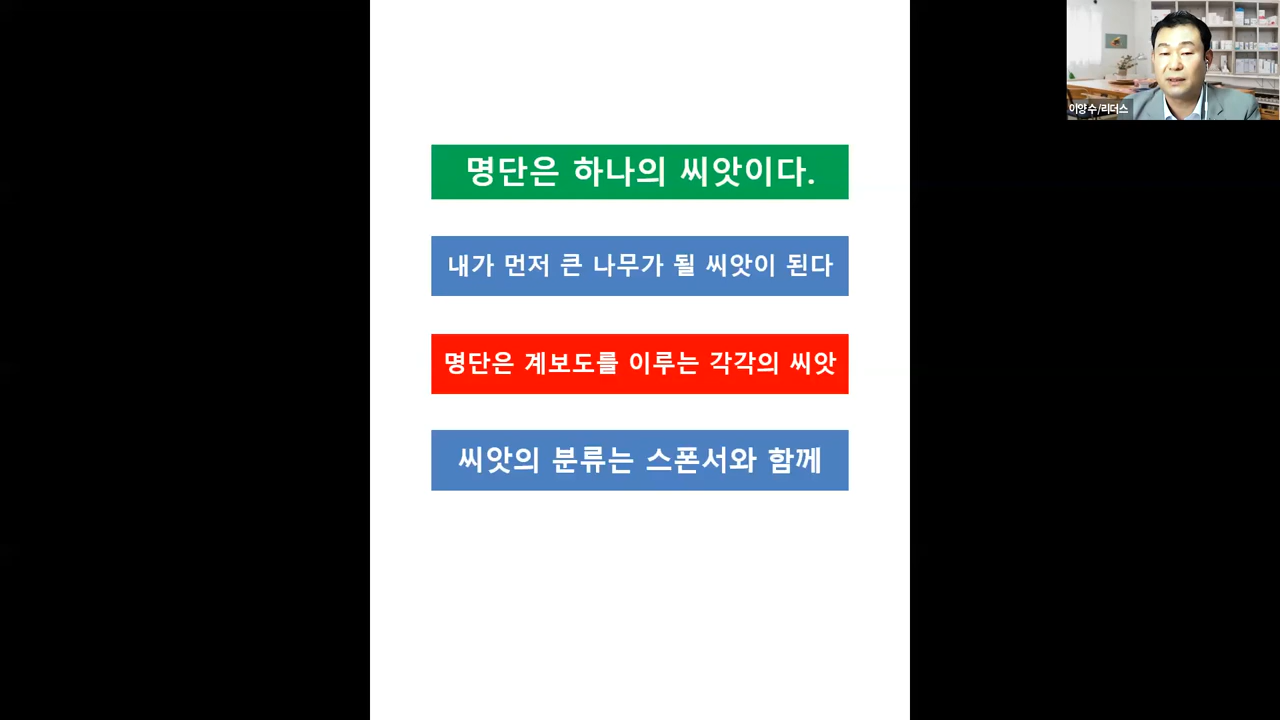 명단은 하나의 씨앗이다.
내가 먼저 큰 나무가 될 씨앗이 된다
명단은 계보도를 이루는 각각의 씨앗
씨앗의 분류는 스폰서와 함께
이양수/리더스